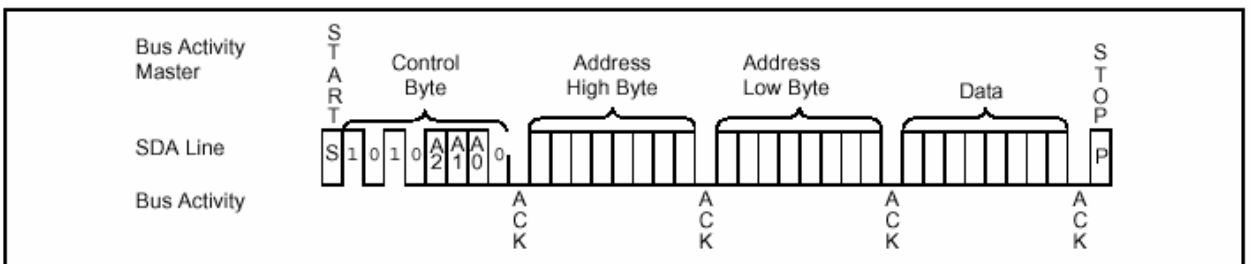 Bus Activity
Master
START
Control
Byte
Address
High Byte
Address
Low Byte
Data
STOP
SDA Line
S 1 0 1 0 A2 A1 A0 0
P
Bus Activity
ACK
ACK
ACK
ACK